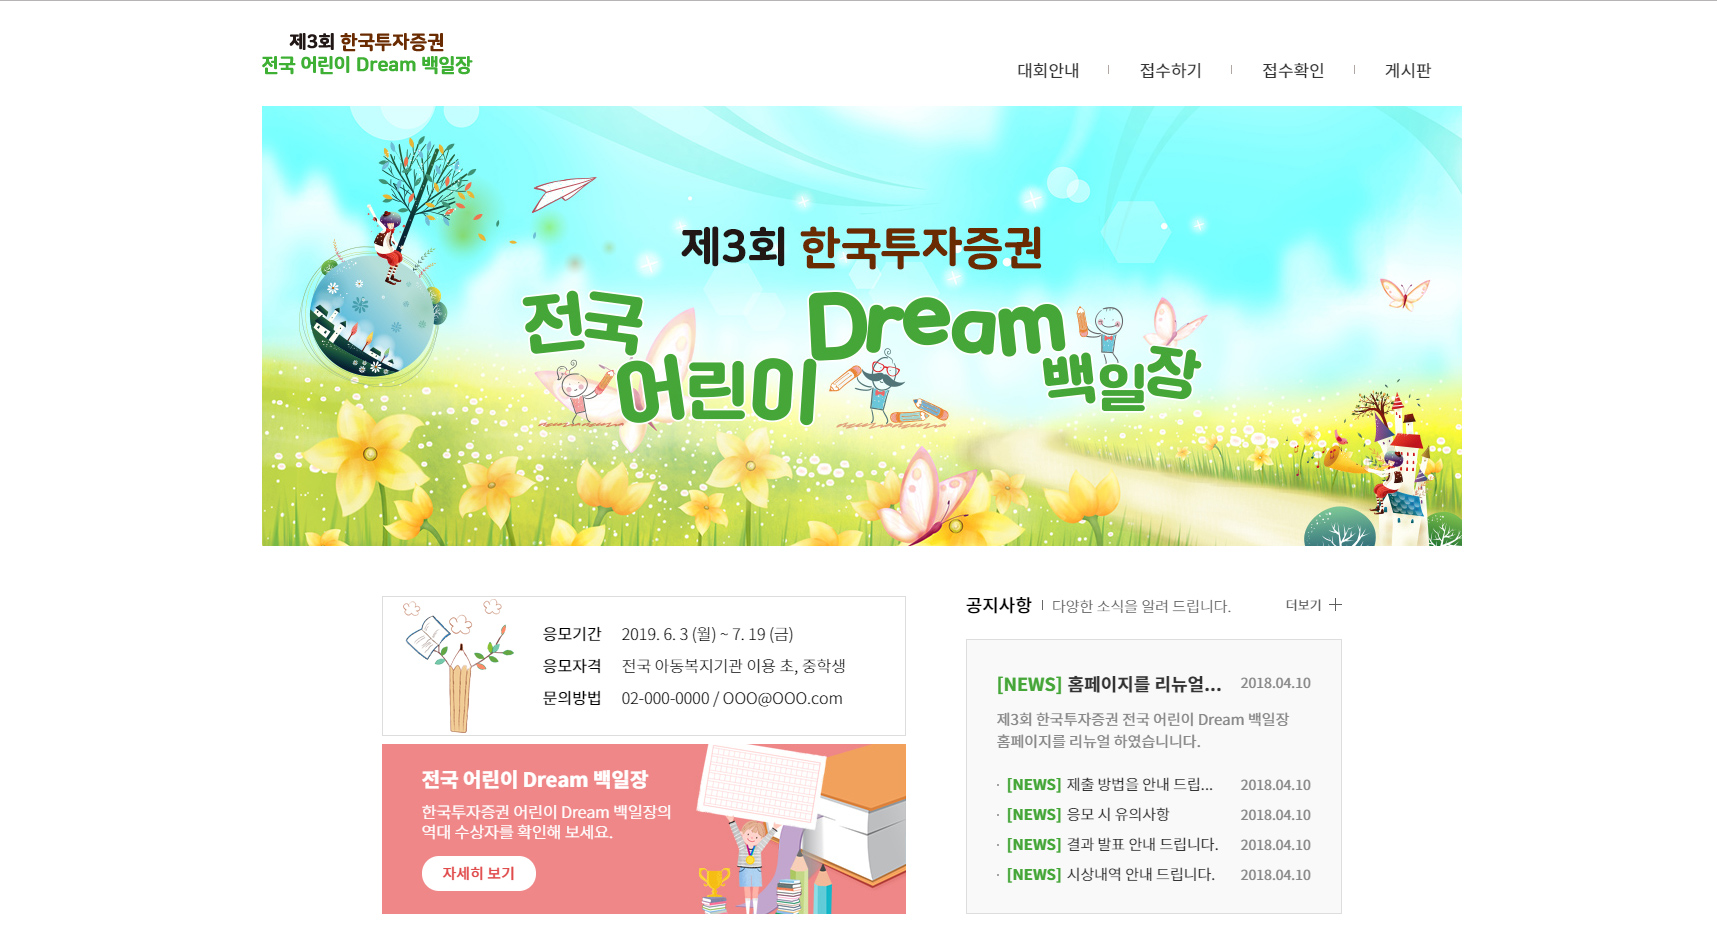 제3회 한국투자증권
전국 어린이 Dream 백일장
대회안내 접수하기 접수확인 게시판
제3회 한국투자증권
전국 어린이 Dream 백일장
응모기간 2019. 6. 3 (월) ~ 7. 19 (금)
응모자격 전국 아동복지기관 이용 초, 중학생
문의방법 02-000-0000 / OOO@OOO.com
전국 어린이 Dream 백일장
한국투자증권 어린이 Dream 백일장의
역대 수상자를 확인해 보세요.
자세히 보기
공지사항 다양한 소식을 알려 드립니다. 더보기
[NEWS] 홈페이지를 리뉴얼... 2018.04.10
제3회 한국투자증권 전국 어린이 Dream 백일장
홈페이지를 리뉴얼 하였습니니다.
· [NEWS] 제출 방법을 안내 드립... 2018.04.10
· [NEWS] 응모 시 유의사항 2018.04.10
· [NEWS] 결과 발표 안내 드립니다. 2018.04.10
· [NEWS] 시상내역 안내 드립니다. 2018.04.10